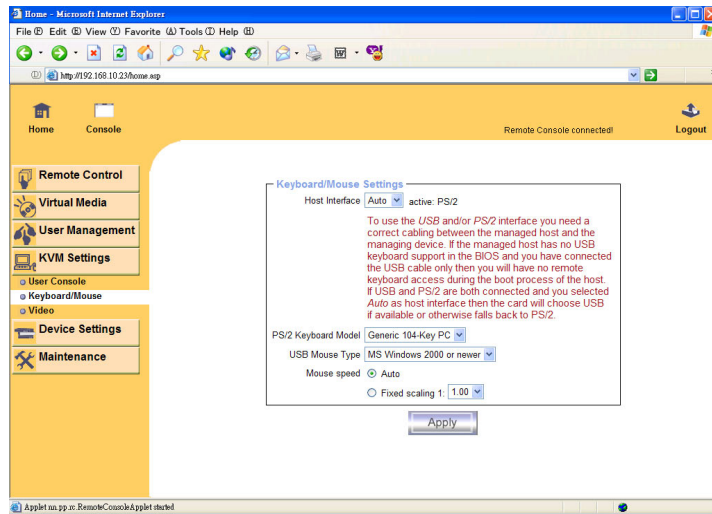 Home - Microsoft Internet Explorer
File (F) Edit (E) View (V) Favorite (A) Tools (T) Help (H)
(D) http://192.168.10.23/home.asp
Home Console Remote Console connected! Logout
Remote Control
Virtual Media
User Management
KVM Settings
User Console
Keyboard/Mouse
Video
Device Settings
Maintenance
Keyboard/Mouse Settings
Host Interface Auto active: PS/2
To use the USB and/or PS/2 interface you need a
correct cabling between the managed host and the
managing device. If the managed host has no USB
keyboard support in the BIOS and you have connected
the USB cable only then you will have no remote
keyboard access during the boot process of the host.
If USB and PS/2 are both connected and you selected
Auto as host interface then the card will choose USB
if available or otherwise falls back to PS/2.
PS/2 Keyboard Model Generic 104-Key PC
USB Mouse Type MS Windows 2000 or newer
Mouse speed Auto
Fixed scaling 1: 1.00
Apply
Applet nn.pp.rc.RemoteConsoleApplet started